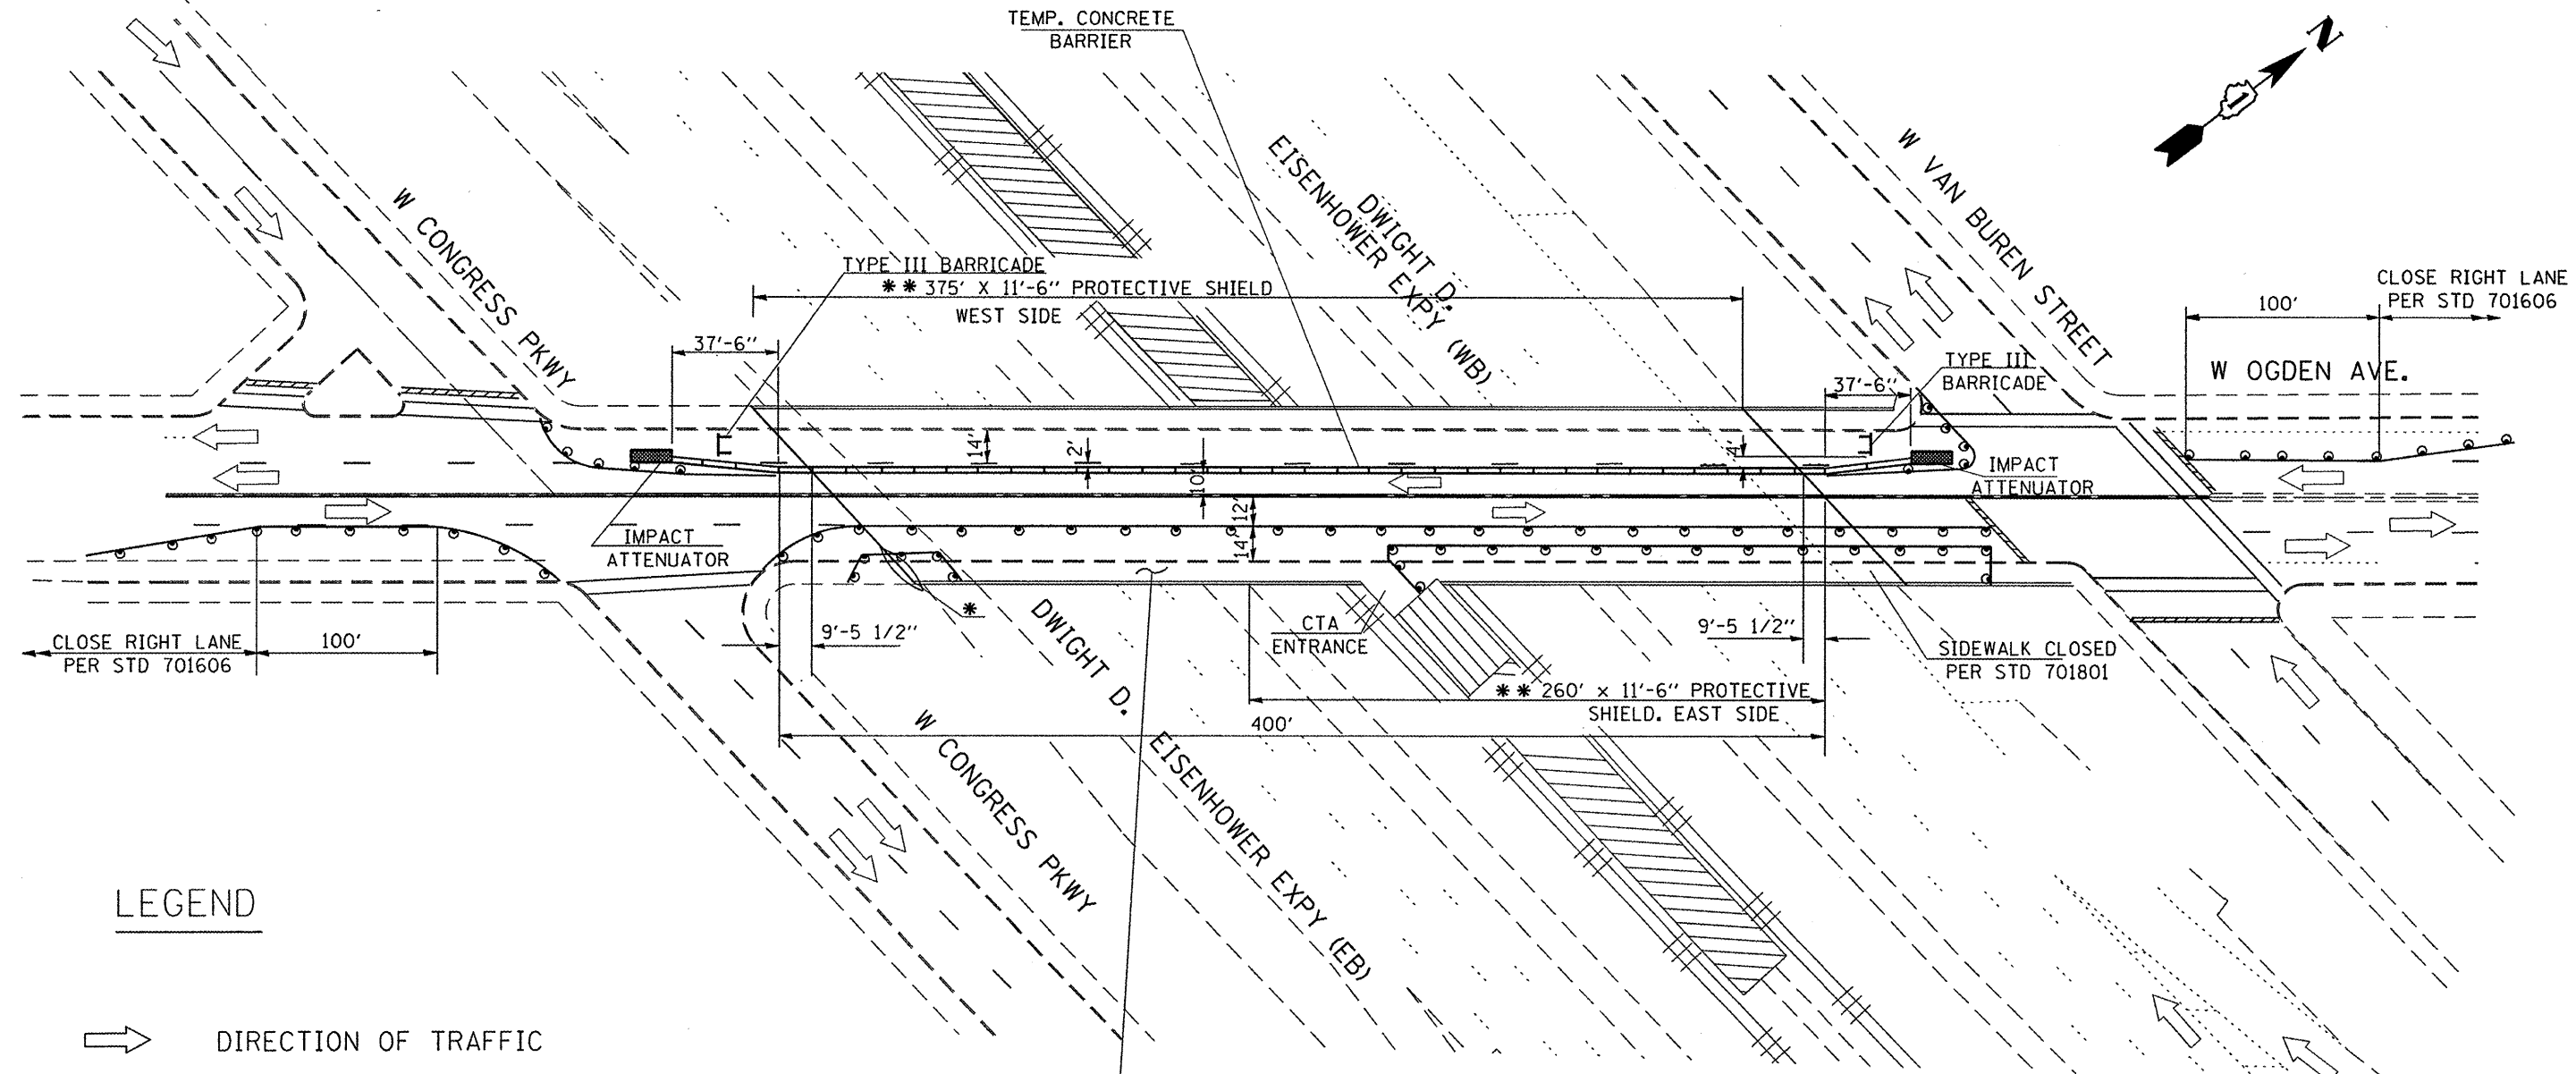 TEMP. CONCRETE
BARRIER
N
W CONGRESS PKWY
DWIGHT D.
EISENHOWER EXPY (WB)
W VAN BUREN STREET
TYPE III BARRICADE
** 375' X 11'-6" PROTECTIVE SHIELD
WEST SIDE
37'-6"
CLOSE RIGHT LANE
PER STD 701606
100'
W OGDEN AVE.
TYPE III
BARRICADE
37'-6"
14'
2'
4'
10'
12'
14'
IMPACT
ATTENUATOR
IMPACT
ATTENUATOR
*
CLOSE RIGHT LANE
PER STD 701606
100'
9'-5 1/2"
DWIGHT D.
EISENHOWER EXPY (EB)
CTA
ENTRANCE
9'-5 1/2"
SIDEWALK CLOSED
PER STD 701801
** 260' x 11'-6" PROTECTIVE
SHIELD. EAST SIDE
400'
W CONGRESS PKWY
LEGEND
DIRECTION OF TRAFFIC